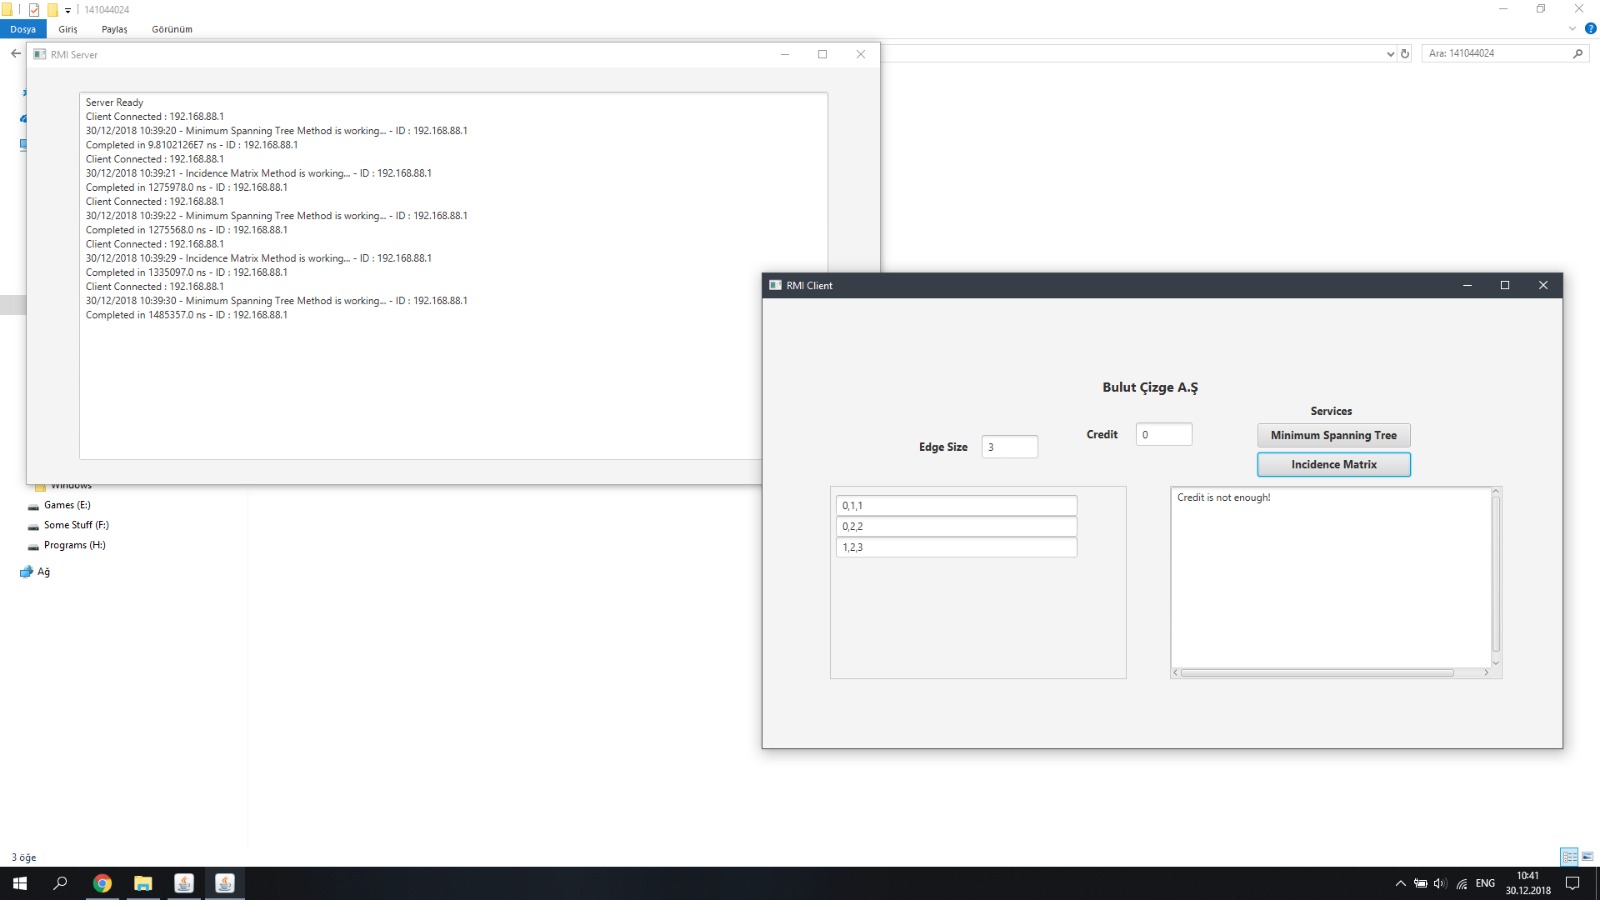 141044024
Dosya
Giriş
Paylaş
Görünüm
?
Ara: 141044024
RMI Server
Server Ready
Client Connected : 192.168.88.1
30/12/2018 10:39:20 - Minimum Spanning Tree Method is working... - ID : 192.168.88.1
Completed in 9.8102126E7 ns - ID : 192.168.88.1
Client Connected : 192.168.88.1
30/12/2018 10:39:21 - Incidence Matrix Method is working... - ID : 192.168.88.1
Completed in 1275978.0 ns - ID : 192.168.88.1
Client Connected : 192.168.88.1
30/12/2018 10:39:22 - Minimum Spanning Tree Method is working... - ID : 192.168.88.1
Completed in 1275568.0 ns - ID : 192.168.88.1
Client Connected : 192.168.88.1
30/12/2018 10:39:29 - Incidence Matrix Method is working... - ID : 192.168.88.1
Completed in 1335097.0 ns - ID : 192.168.88.1
Client Connected : 192.168.88.1
30/12/2018 10:39:30 - Minimum Spanning Tree Method is working... - ID : 192.168.88.1
Completed in 1485357.0 ns - ID : 192.168.88.1
Windows
Games (E:)
Some Stuff (F:)
Programs (H:)
Ağ
RMI Client
Bulut Çizge A.Ş
Services
Edge Size
3
Credit
0
Minimum Spanning Tree
Incidence Matrix
0,1,1
0,2,2
1,2,3
Credit is not enough!
3 öğe
ENG
10:41
30.12.2018